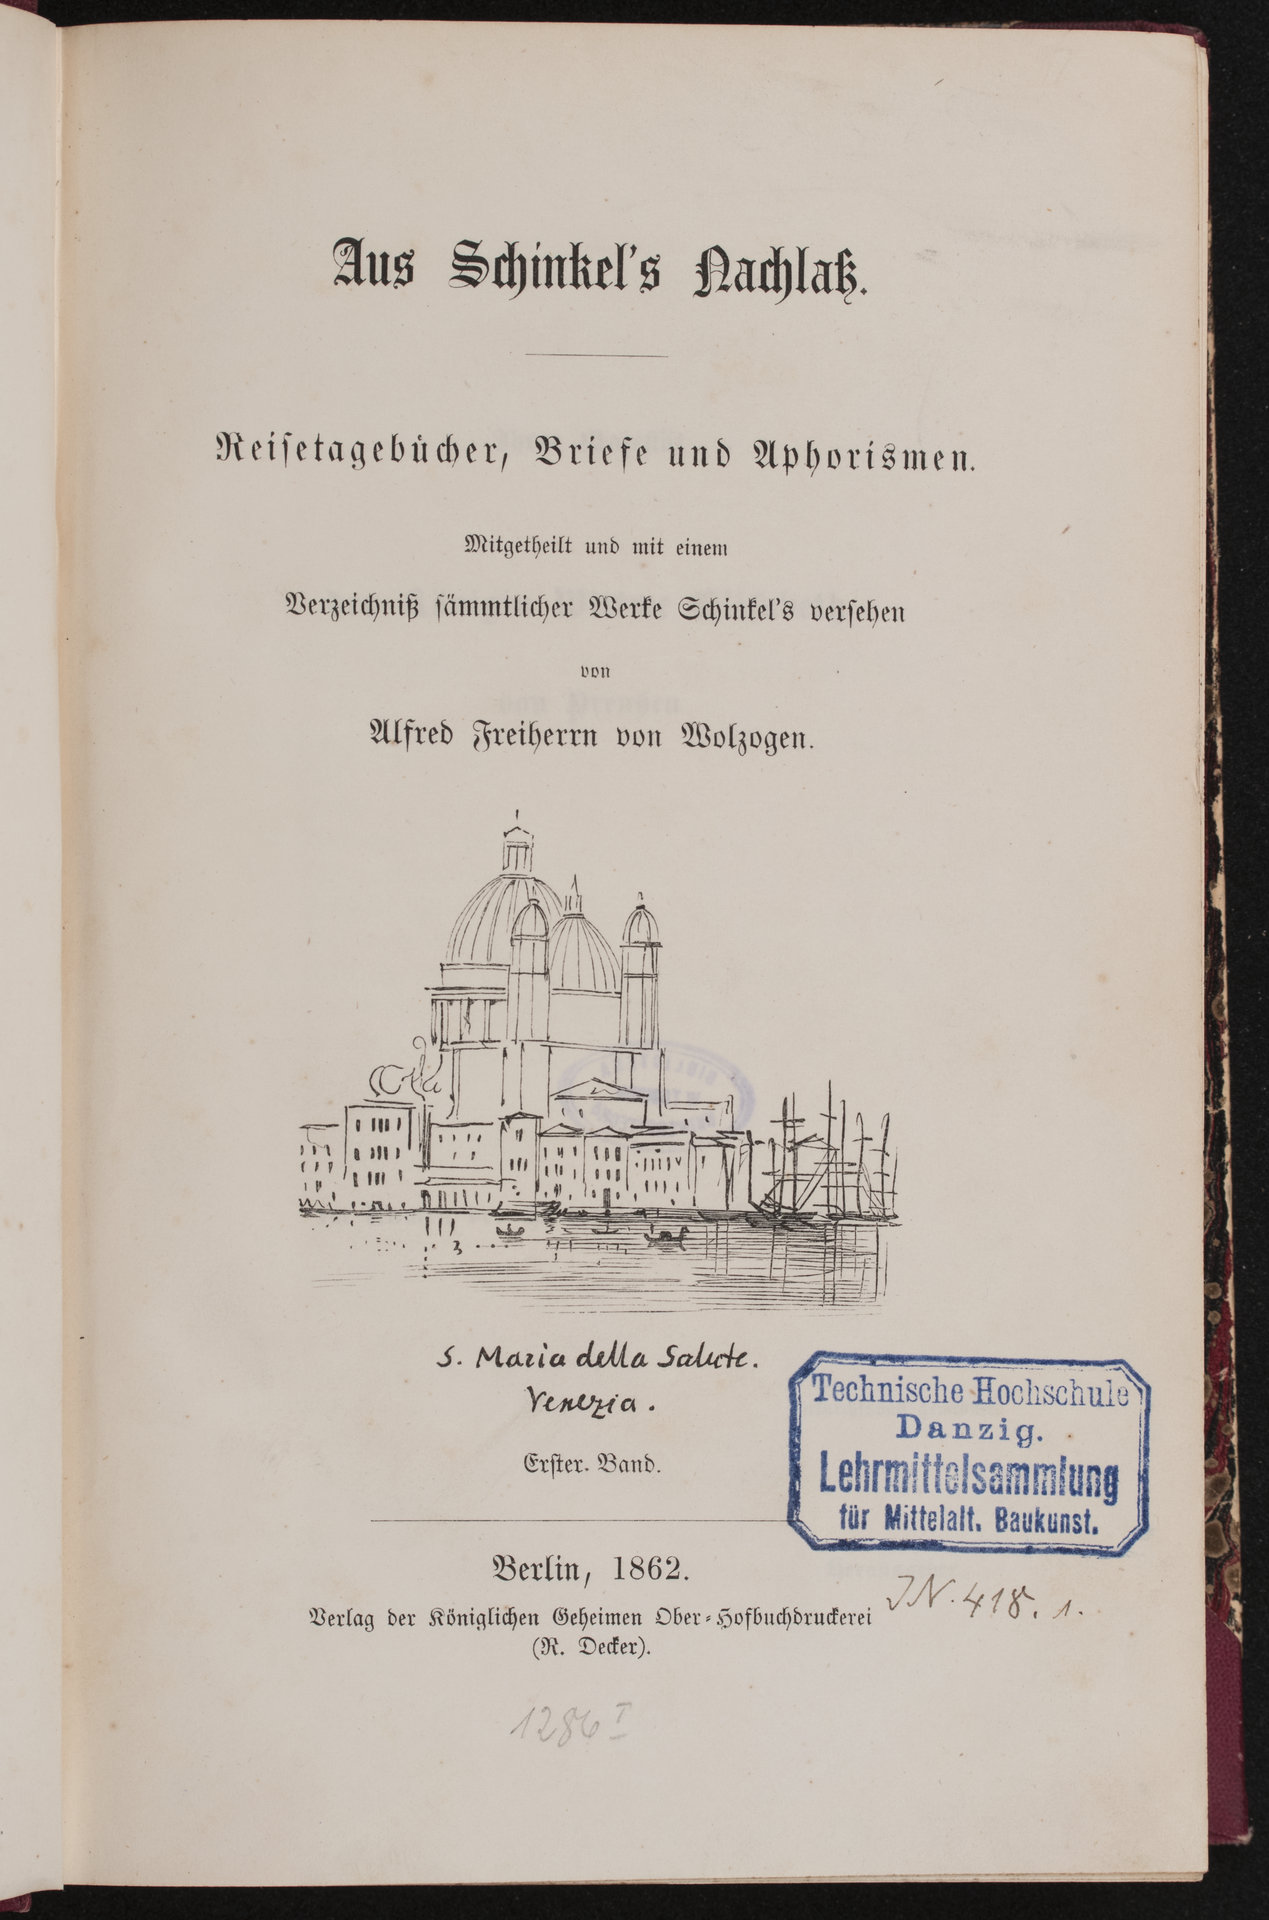 Aus Schinkel's Nachlaß.
Reisetagebücher, Briefe und Aphorismen.
Mitgetheilt und mit einem
Verzeichniß sämmtlicher Werke Schinkel's versehen
von
Alfred Freiherrn von Wolzogen.
S. Maria della Salute.
Venezia.
Erster Band.
Technische Hochschule
Danzig.
Lehrmittelsammlung
für Mittelalt. Baukunst.
Berlin, 1862.
Verlag der Königlichen Geheimen Ober-Hofbuchdruckerei
(R. Decker).
JN. 418. 1.
1286 I